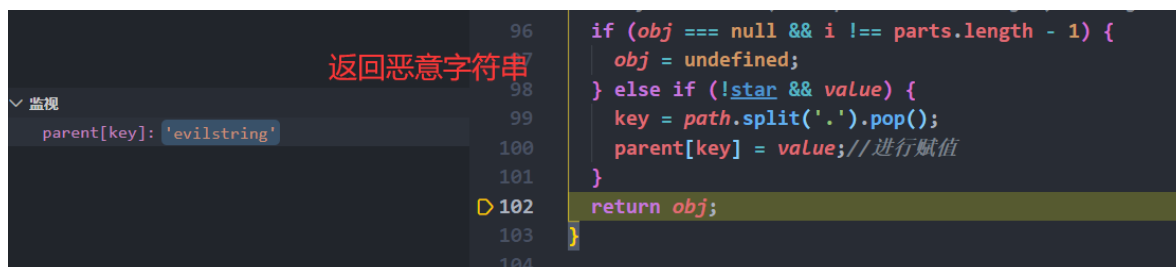 96 if (obj === null && i !== parts.length - 1) {
返回恶意字符串
97 obj = undefined;
98 } else if (!star && value) {
监视
99 key = path.split('.').pop();
parent[key]: 'evilstring'
100 parent[key] = value;//进行赋值
101 }
102 return obj;
103 }
104